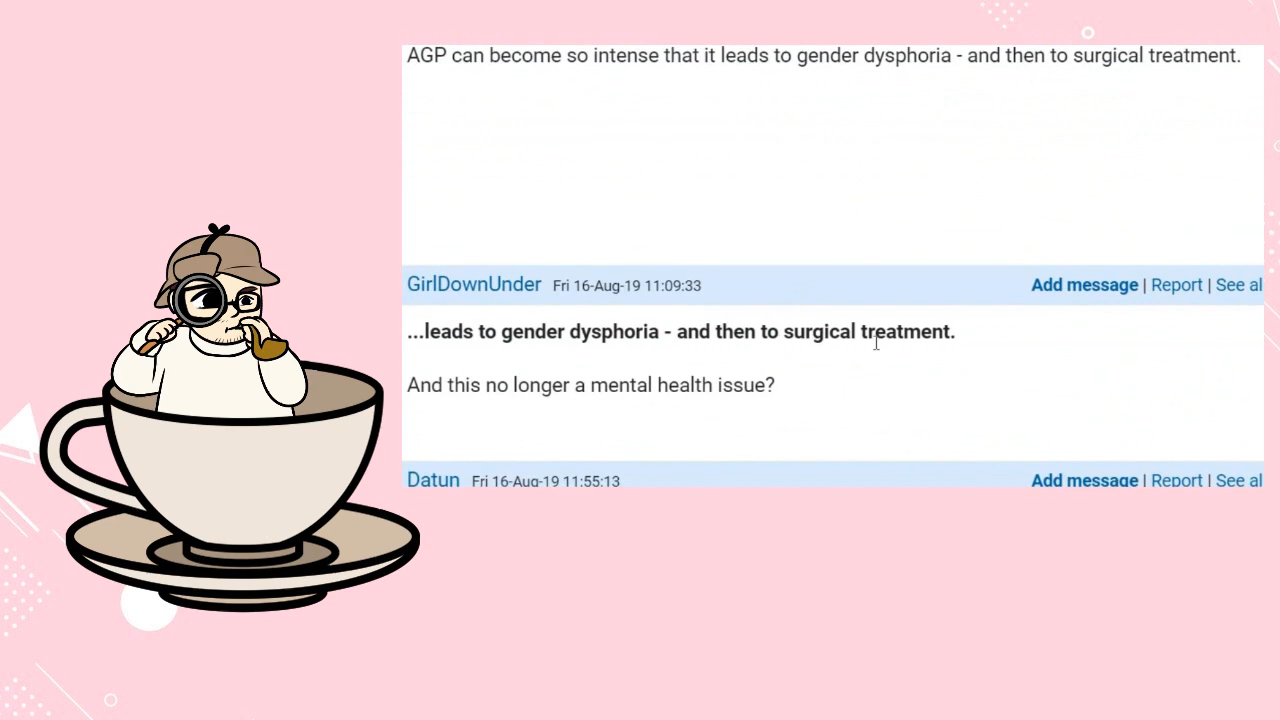 AGP can become so intense that it leads to gender dysphoria - and then to surgical treatment.
GirlDownUnder Fri 16-Aug-19 11:09:33 Add message | Report | See al
...leads to gender dysphoria - and then to surgical treatment.
And this no longer a mental health issue?
Datun Fri 16-Aug-19 11:55:13 Add message | Report | See al